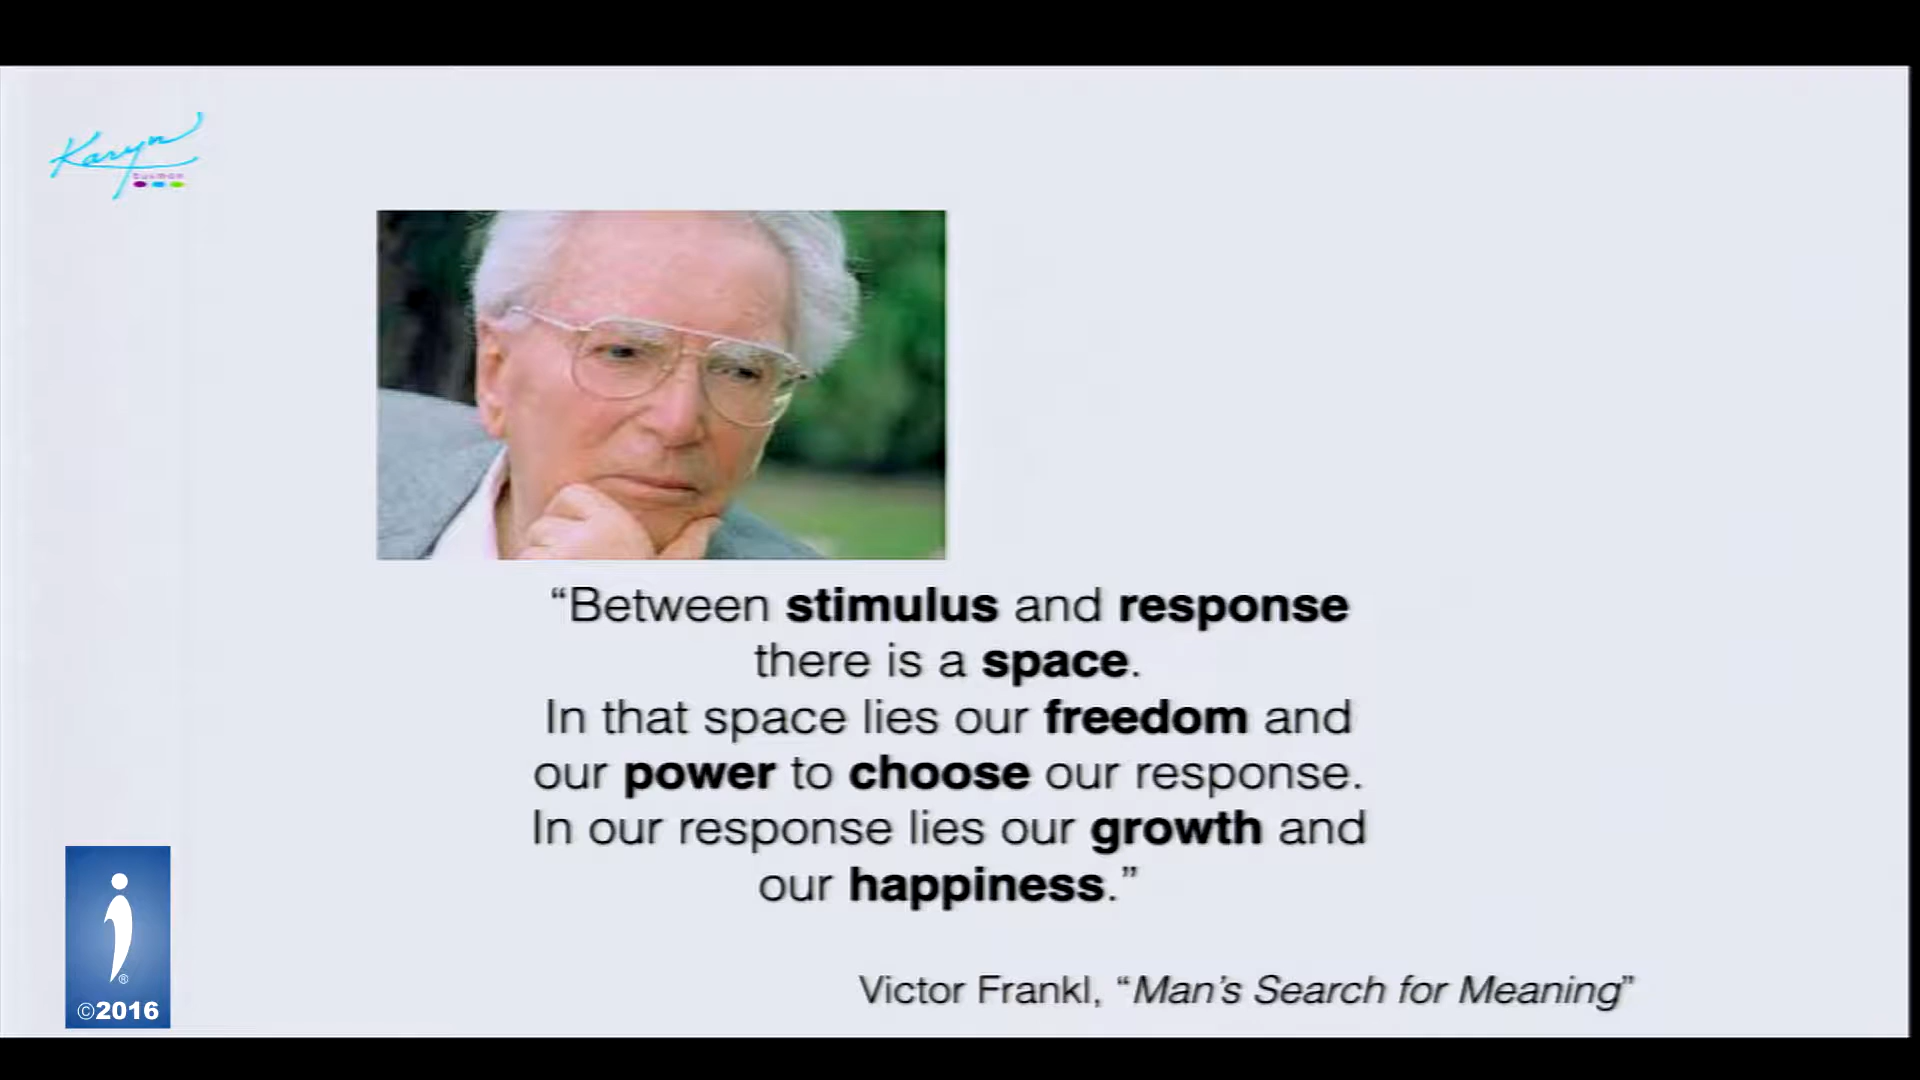 Karyn
buxman
“Between stimulus and response
there is a space.
In that space lies our freedom and
our power to choose our response.
In our response lies our growth and
our happiness.”
Victor Frankl, “Man’s Search for Meaning”
®
©2016